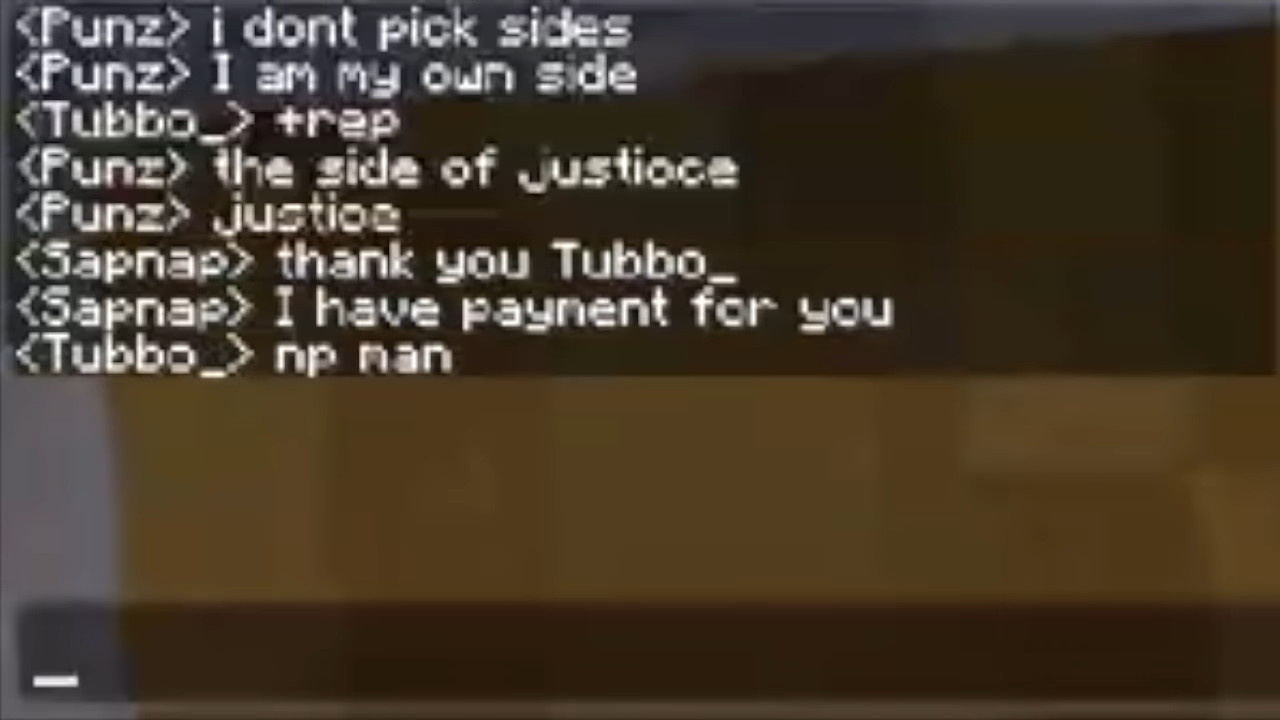 <Punz> i dont pick sides
<Punz> I am my own side
<Tubbo_> +rep
<Punz> the side of justioce
<Punz> justice
<Sapnap> thank you Tubbo_
<Sapnap> I have payment for you
<Tubbo_> np man
_